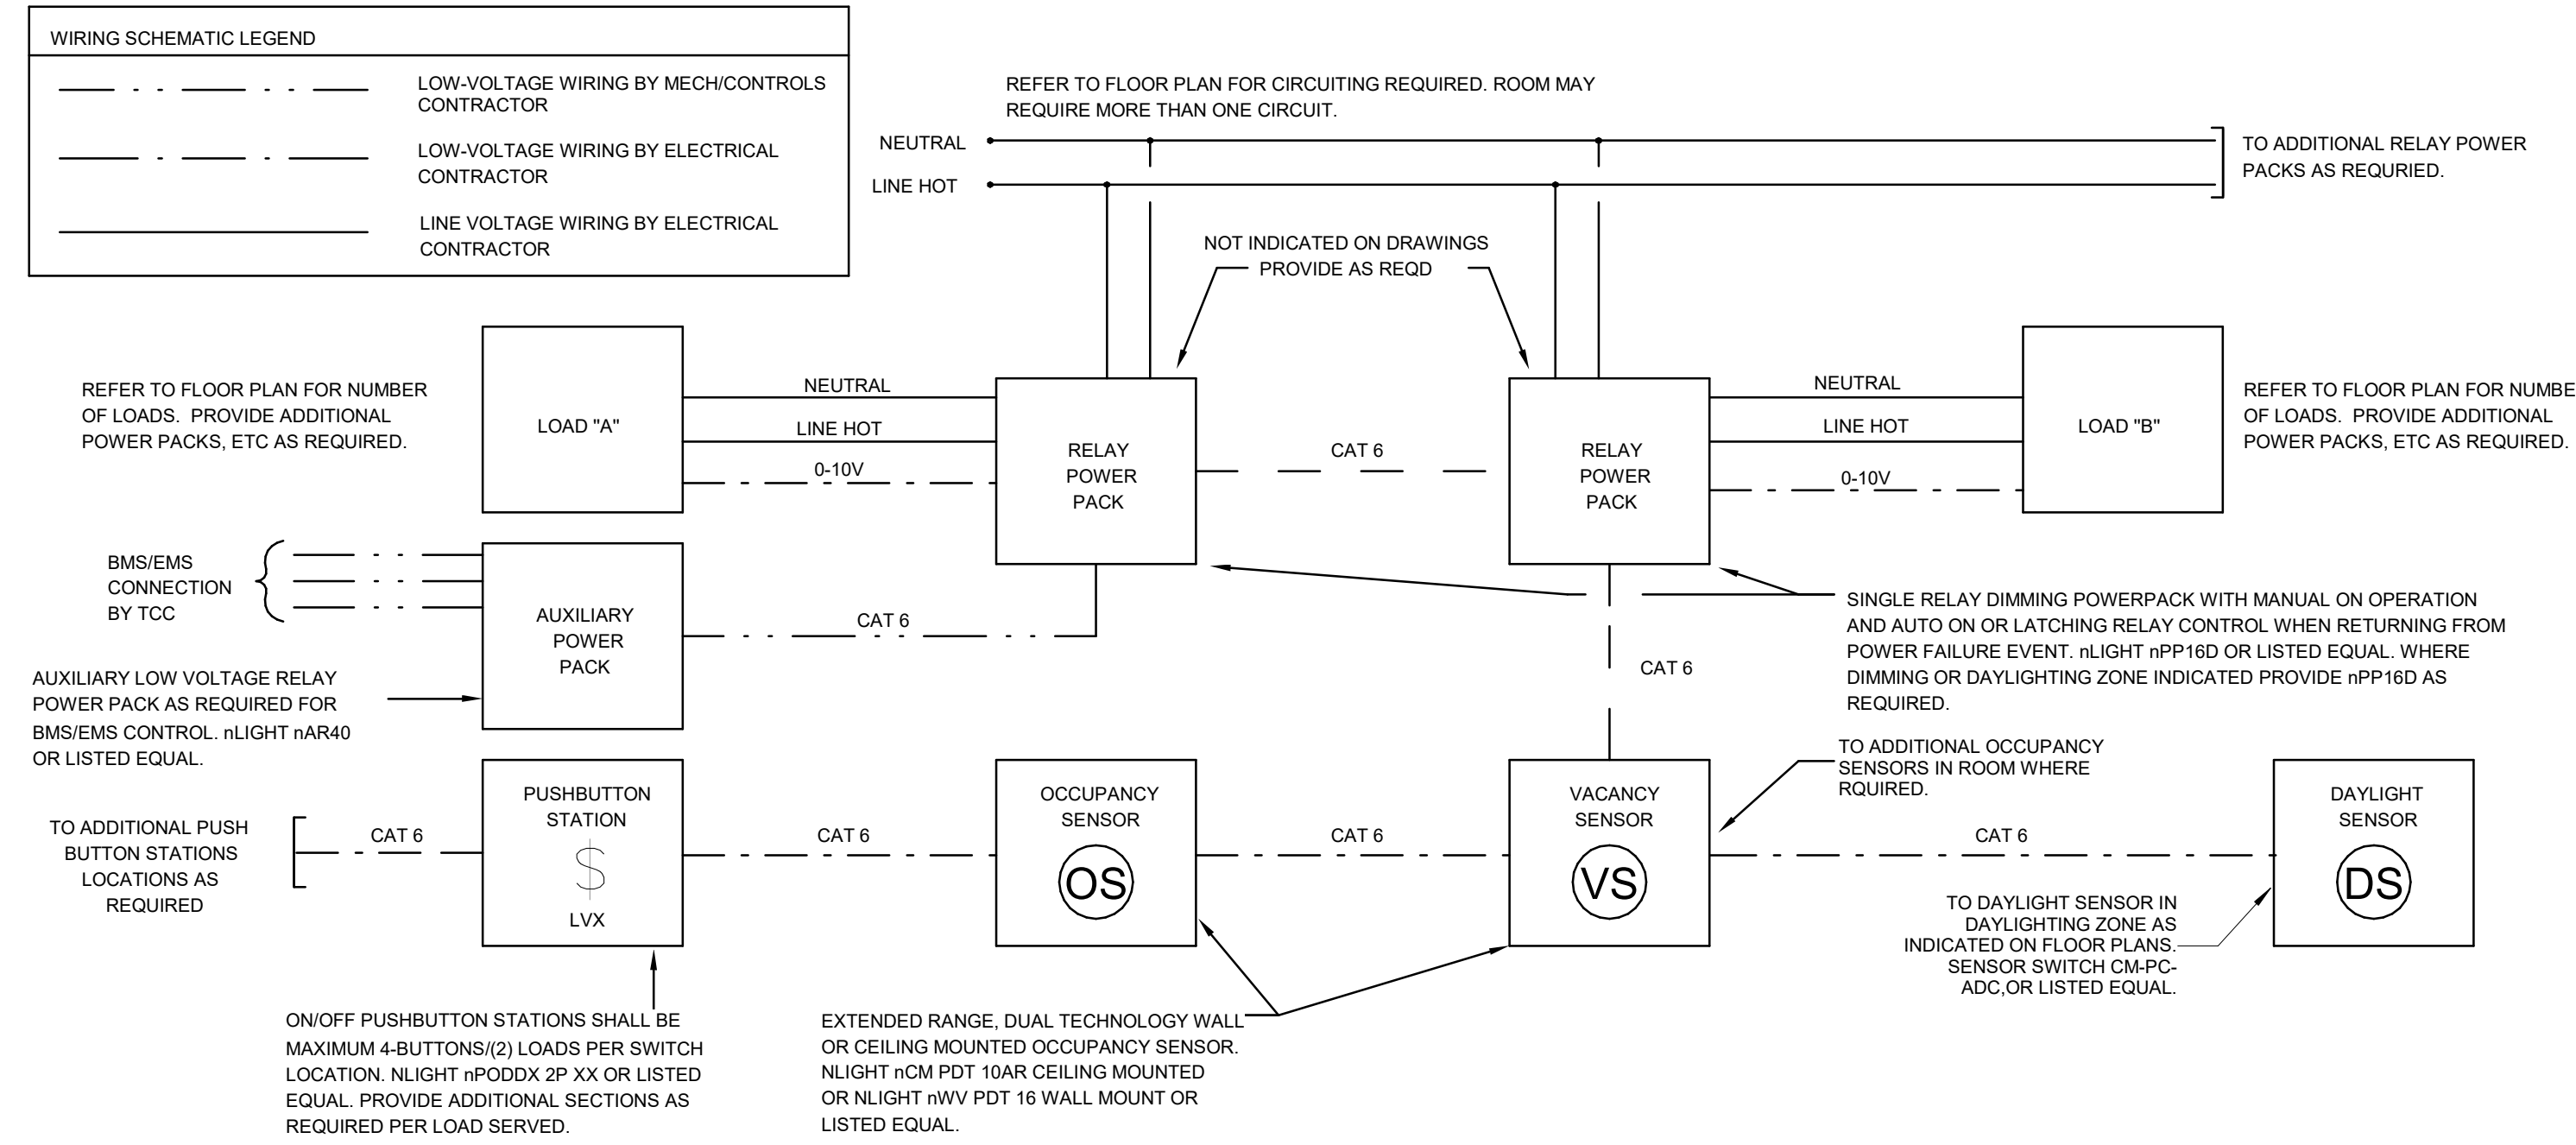 WIRING SCHEMATIC LEGEND
LOW-VOLTAGE WIRING BY MECH/CONTROLS
CONTRACTOR
LOW-VOLTAGE WIRING BY ELECTRICAL
CONTRACTOR
LINE VOLTAGE WIRING BY ELECTRICAL
CONTRACTOR
REFER TO FLOOR PLAN FOR CIRCUITING REQUIRED. ROOM MAY
REQUIRE MORE THAN ONE CIRCUIT.
NEUTRAL
LINE HOT
TO ADDITIONAL RELAY POWER
PACKS AS REQURIED.
NOT INDICATED ON DRAWINGS
PROVIDE AS REQD
REFER TO FLOOR PLAN FOR NUMBER
OF LOADS. PROVIDE ADDITIONAL
POWER PACKS, ETC AS REQUIRED.
LOAD "A"
NEUTRAL
LINE HOT
0-10V
RELAY
POWER
PACK
CAT 6
RELAY
POWER
PACK
NEUTRAL
LINE HOT
0-10V
LOAD "B"
REFER TO FLOOR PLAN FOR NUMBE
OF LOADS. PROVIDE ADDITIONAL
POWER PACKS, ETC AS REQUIRED.
BMS/EMS
CONNECTION
BY TCC
AUXILIARY
POWER
PACK
CAT 6
AUXILIARY LOW VOLTAGE RELAY
POWER PACK AS REQUIRED FOR
BMS/EMS CONTROL. nLIGHT nAR40
OR LISTED EQUAL.
CAT 6
SINGLE RELAY DIMMING POWERPACK WITH MANUAL ON OPERATION
AND AUTO ON OR LATCHING RELAY CONTROL WHEN RETURNING FROM
POWER FAILURE EVENT. nLIGHT nPP16D OR LISTED EQUAL. WHERE
DIMMING OR DAYLIGHTING ZONE INDICATED PROVIDE nPP16D AS
REQUIRED.
TO ADDITIONAL OCCUPANCY
SENSORS IN ROOM WHERE
RQUIRED.
TO ADDITIONAL PUSH
BUTTON STATIONS
LOCATIONS AS
REQUIRED
CAT 6
PUSHBUTTON
STATION
$
LVX
CAT 6
OCCUPANCY
SENSOR
OS
CAT 6
VACANCY
SENSOR
VS
CAT 6
DAYLIGHT
SENSOR
DS
TO DAYLIGHT SENSOR IN
DAYLIGHTING ZONE AS
INDICATED ON FLOOR PLANS.
SENSOR SWITCH CM-PC-
ADC,OR LISTED EQUAL.
ON/OFF PUSHBUTTON STATIONS SHALL BE
MAXIMUM 4-BUTTONS/(2) LOADS PER SWITCH
LOCATION. NLIGHT nPODDX 2P XX OR LISTED
EQUAL. PROVIDE ADDITIONAL SECTIONS AS
REQUIRED PER LOAD SERVED.
EXTENDED RANGE, DUAL TECHNOLOGY WALL
OR CEILING MOUNTED OCCUPANCY SENSOR.
NLIGHT nCM PDT 10AR CEILING MOUNTED
OR NLIGHT nWV PDT 16 WALL MOUNT OR
LISTED EQUAL.